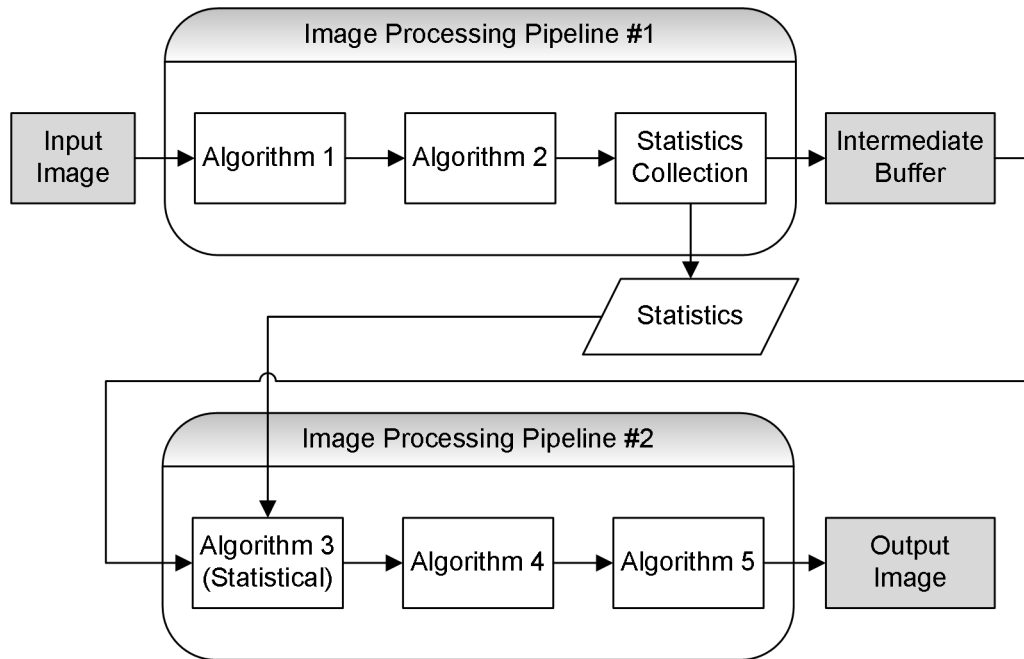 Image Processing Pipeline #1
Input
Image
Algorithm 1
Algorithm 2
Statistics
Collection
Intermediate
Buffer
Statistics
Image Processing Pipeline #2
Algorithm 3
(Statistical)
Algorithm 4
Algorithm 5
Output
Image